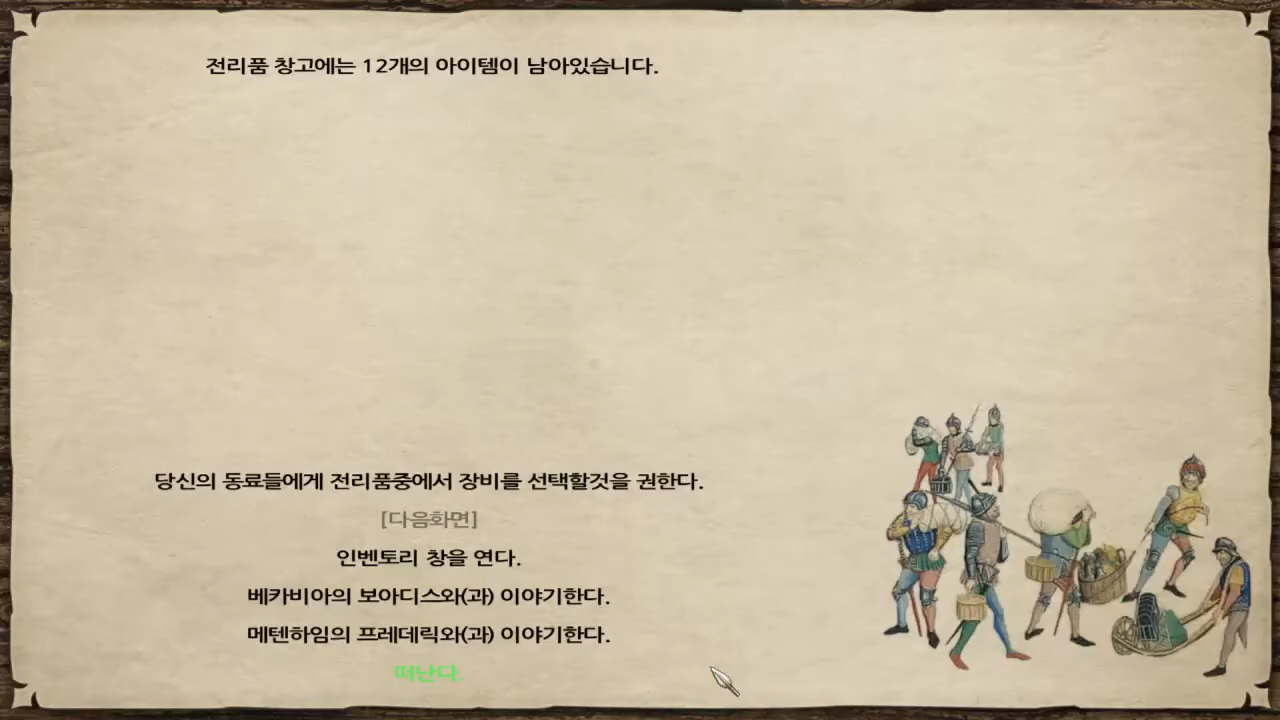 전리품 창고에는 12개의 아이템이 남아있습니다.
당신의 동료들에게 전리품중에서 장비를 선택할것을 권한다.
[다음화면]
인벤토리 창을 연다.
베카비아의 보아디스와(과) 이야기한다.
메텐하임의 프레데릭와(과) 이야기한다.
떠난다.